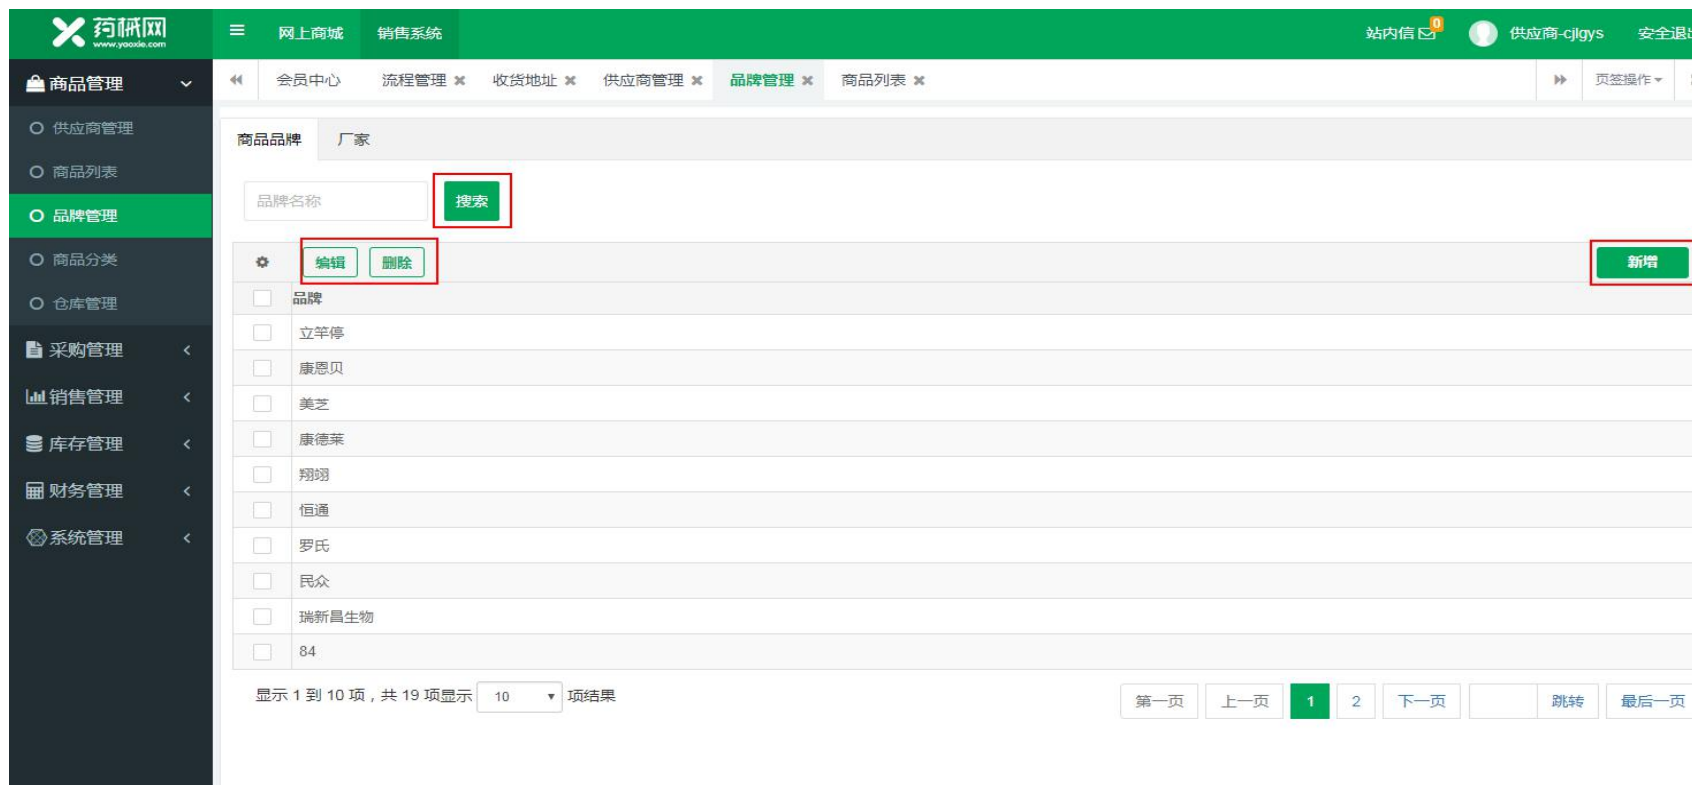 药械网
www.yaoxie.com
网上商城 销售系统
站内信 0 供应商-cjlgys
商品管理
会员中心 流程管理 收货地址 供应商管理 品牌管理 商品列表 页签操作
供应商管理
商品列表
品牌管理
商品分类
仓库管理
采购管理
销售管理
库存管理
财务管理
系统管理
商品品牌 厂家
品牌名称 搜索
编辑 删除 新增
品牌
立竿停
康恩贝
美芝
康德莱
翔翊
恒通
罗氏
民众
瑞新昌生物
84
显示 1 到 10 项，共 19 项显示 10 项结果
第一页 上一页 1 2 下一页 跳转 最后一页